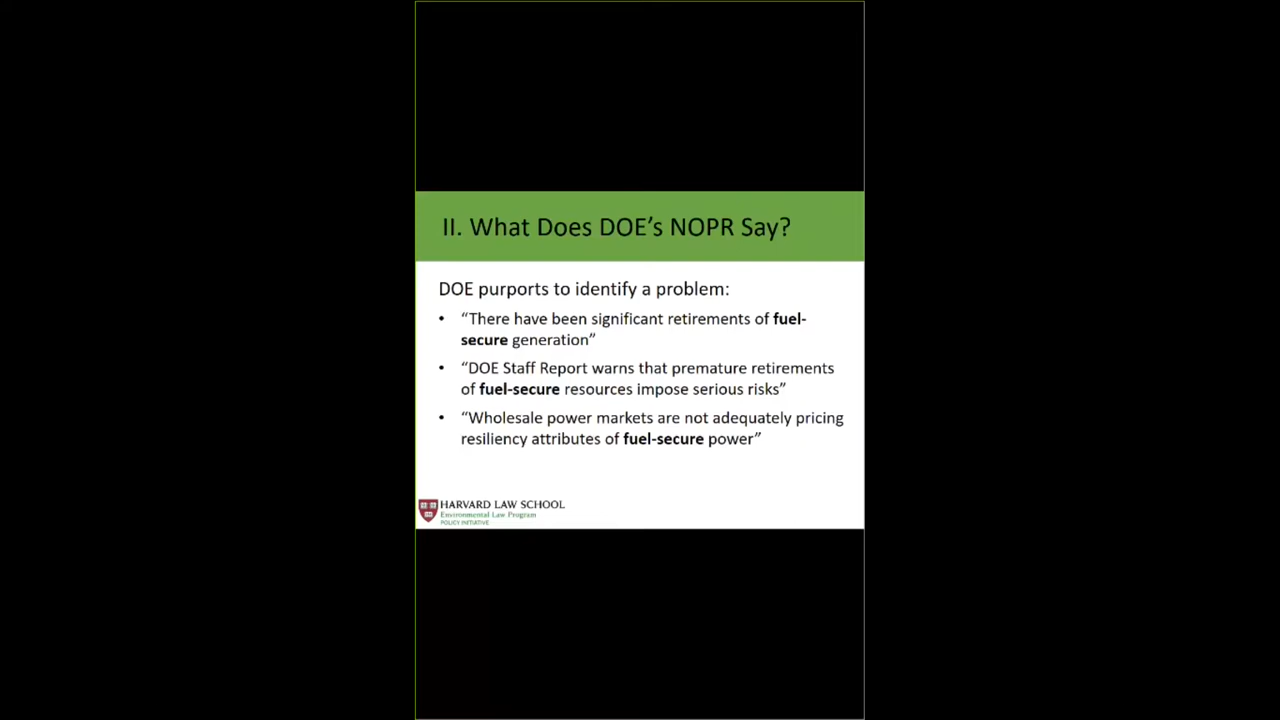 II. What Does DOE’s NOPR Say?
DOE purports to identify a problem:
• “There have been significant retirements of fuel-
secure generation”
• “DOE Staff Report warns that premature retirements
of fuel-secure resources impose serious risks”
• “Wholesale power markets are not adequately pricing
resiliency attributes of fuel-secure power”
HARVARD LAW SCHOOL
Environmental Law Program
POLICY INITIATIVE